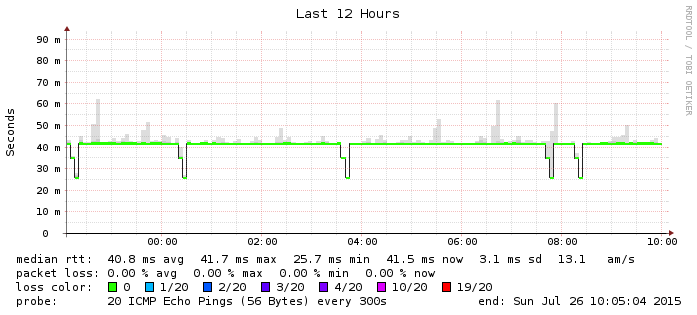 Last 12 Hours
RRDTOOL / TOBI OETIKER
Seconds
90 m
80 m
70 m
60 m
50 m
40 m
30 m
20 m
10 m
0
00:00 02:00 04:00 06:00 08:00 10:00
median rtt: 40.8 ms avg 41.7 ms max 25.7 ms min 41.5 ms now 3.1 ms sd 13.1 am/s
packet loss: 0.00 % avg 0.00 % max 0.00 % min 0.00 % now
loss color: 0 1/20 2/20 3/20 4/20 10/20 19/20
probe: 20 ICMP Echo Pings (56 Bytes) every 300s end: Sun Jul 26 10:05:04 2015